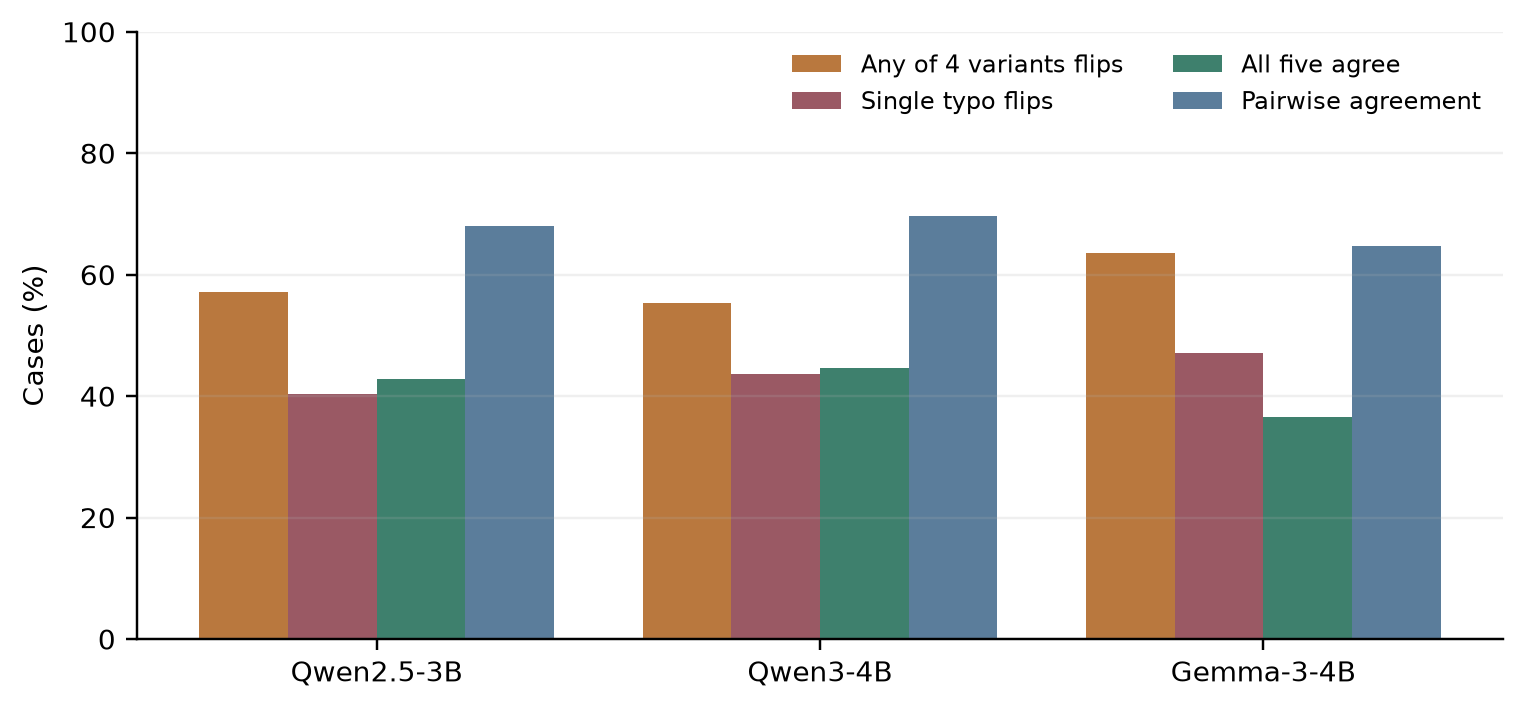 100
80
60
40
20
0
Cases (%)
Any of 4 variants flips
Single typo flips
All five agree
Pairwise agreement
Qwen2.5-3B
Qwen3-4B
Gemma-3-4B